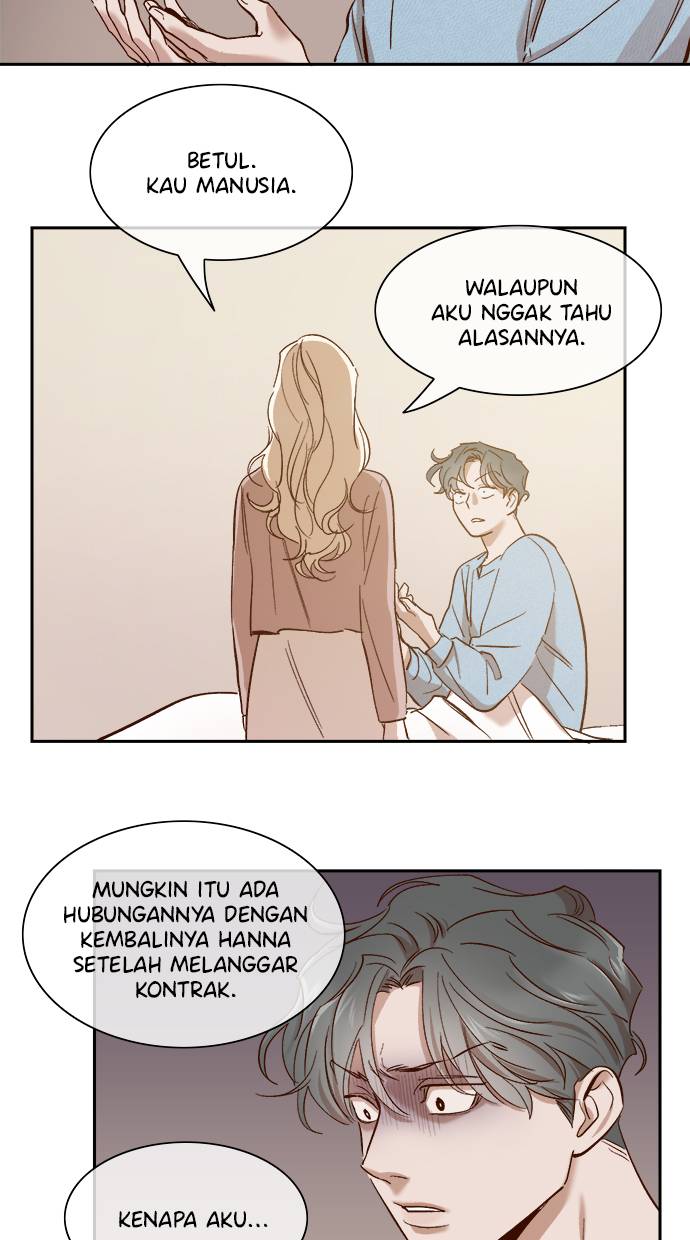 BETUL.
KAU MANUSIA.
WALAUPUN
AKU NGGAK TAHU
ALASANNYA.
MUNGKIN ITU ADA
HUBUNGANNYA DENGAN
KEMBALINYA HANNA
SETELAH MELANGGAR
KONTRAK.
KENAPA AKU...